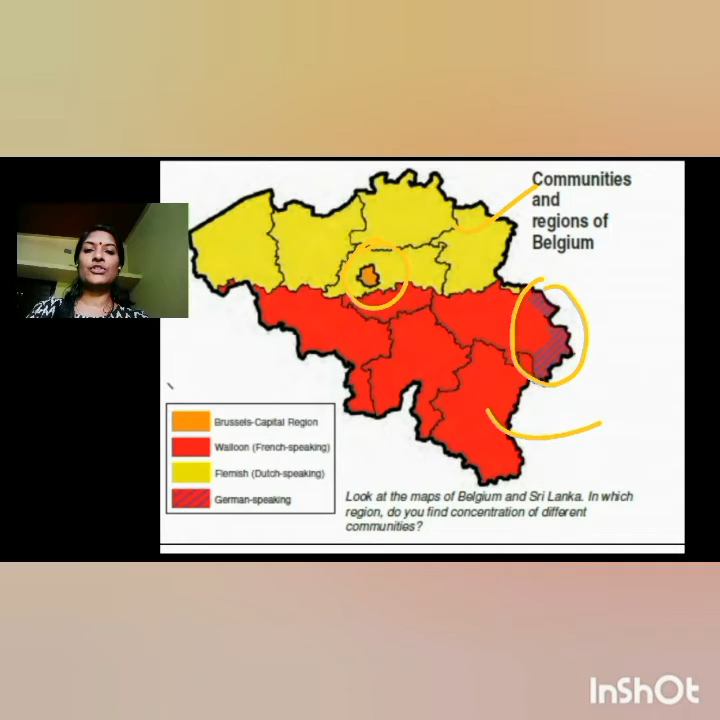 Communities
and
regions of
Belgium
Brussels-Capital Region
Walloon (French-speaking)
Flemish (Dutch-speaking)
German-speaking
Look at the maps of Belgium and Sri Lanka. In which
region, do you find concentration of different
communities?
InShOt